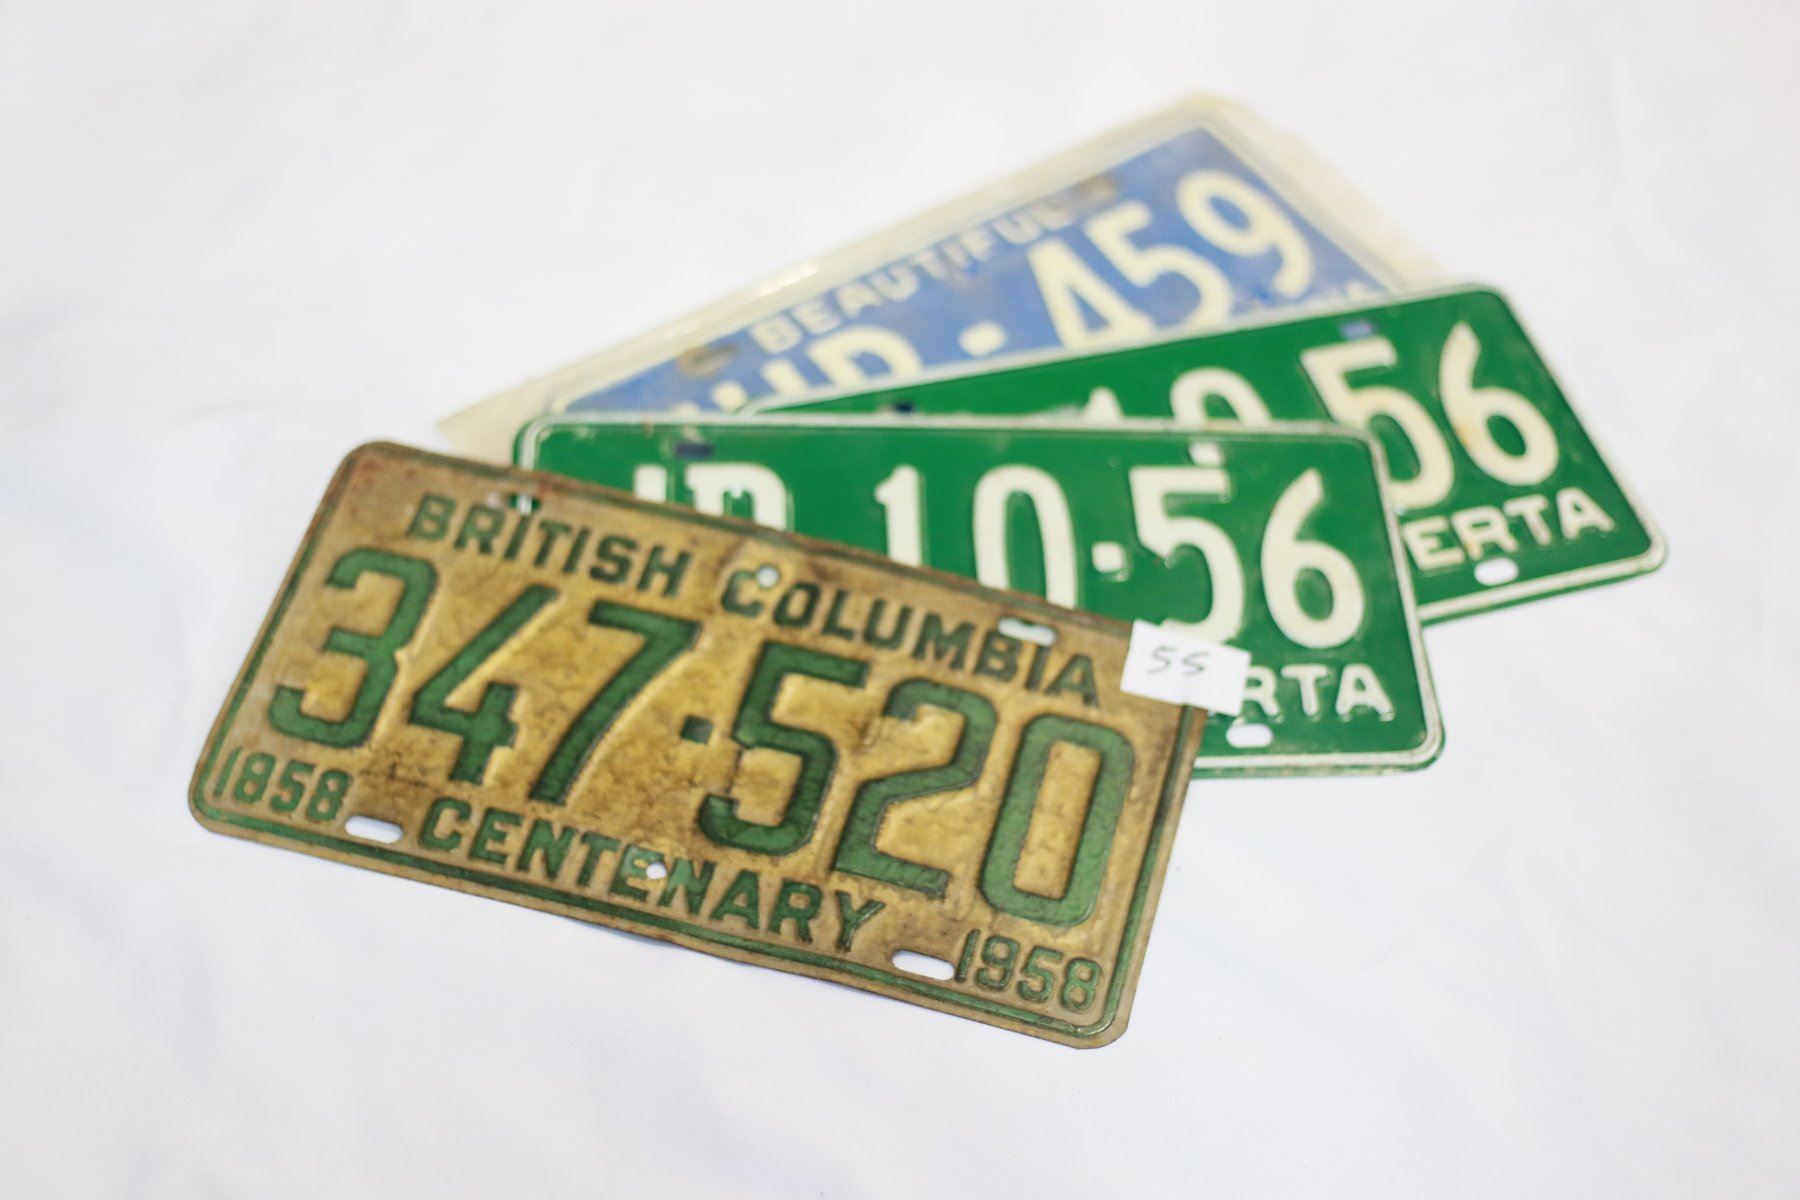 BEAUTIFUL
459
56
ERTA
10·56
RTA
55
BRITISH COLUMBIA
347·520
1858 CENTENARY 1958